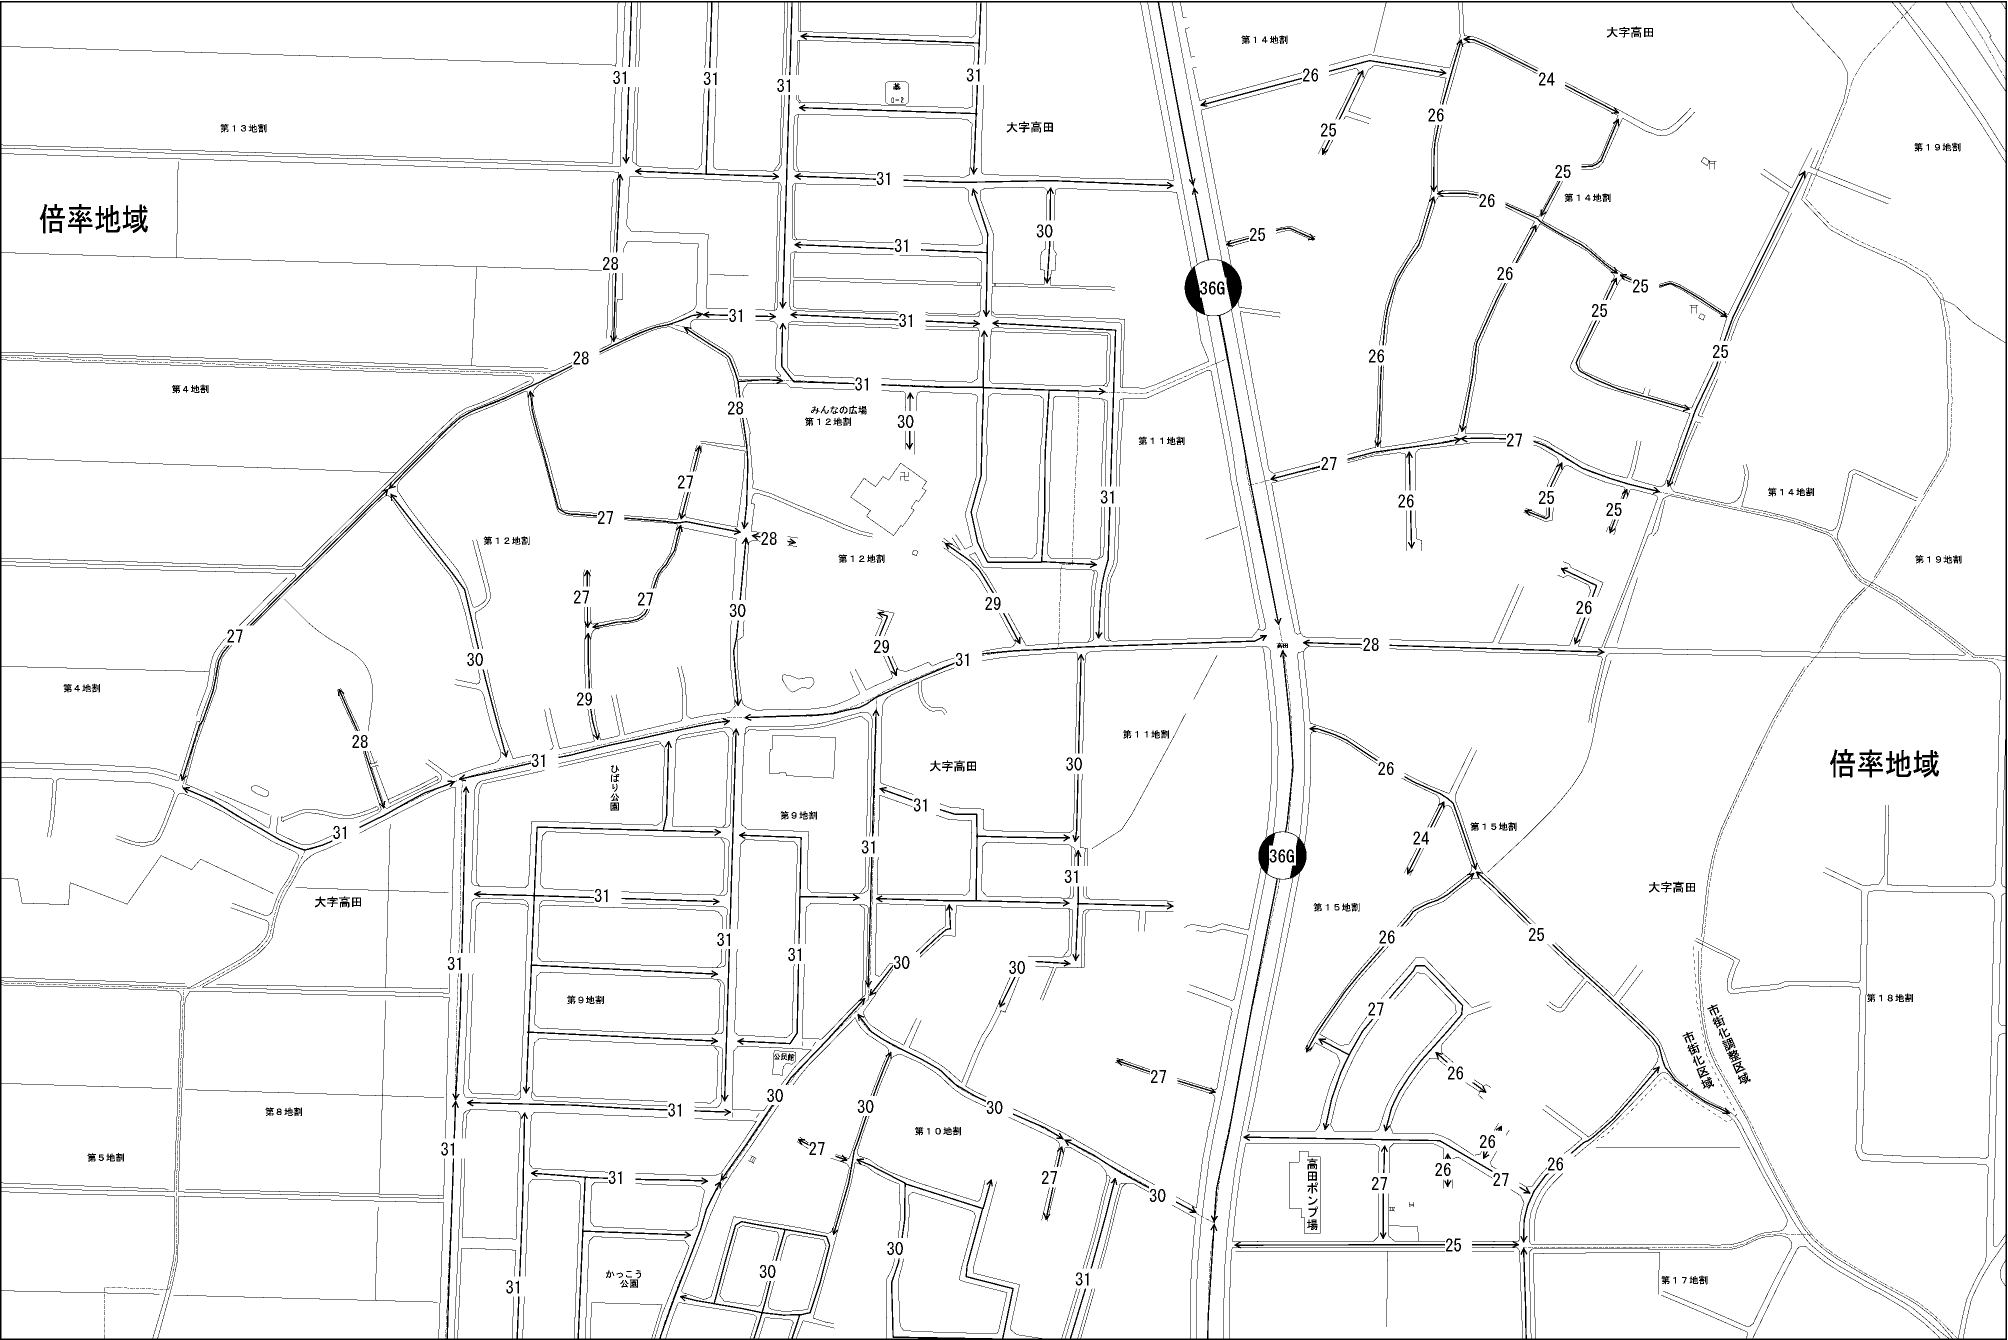 大字高田
第１４地割
26
24
31
31
31
31
墓
0-2
26
第１３地割
大字高田
25
第１９地割
31
25
第１４地割
26
倍率地域
30
25
31
28
26
25
36G
25
31
31
26
25
28
31
第４地割
28
みんなの広場
第１２地割
30
第１１地割
27
27
卍
27
31
26
25
25
第１４地割
27
28
第１２地割
第１２地割
第１９地割
27
27
30
29
26
27
29
31
高田
28
30
第４地割
29
28
31
第１１地割
30
26
大字高田
倍率地域
ひばり公園
31
31
第９地割
31
24
第１５地割
36G
31
大字高田
31
大字高田
第１５地割
25
31
31
31
30
30
26
第９地割
第１８地割
27
市街化調整区域
市街化区域
公民館
27
26
30
31
30
30
第８地割
31
第１０地割
27
26
第５地割
26
26
31
27
27
27
高田ポンプ場
30
30
25
かっこう
公園
30
31
31
第１７地割